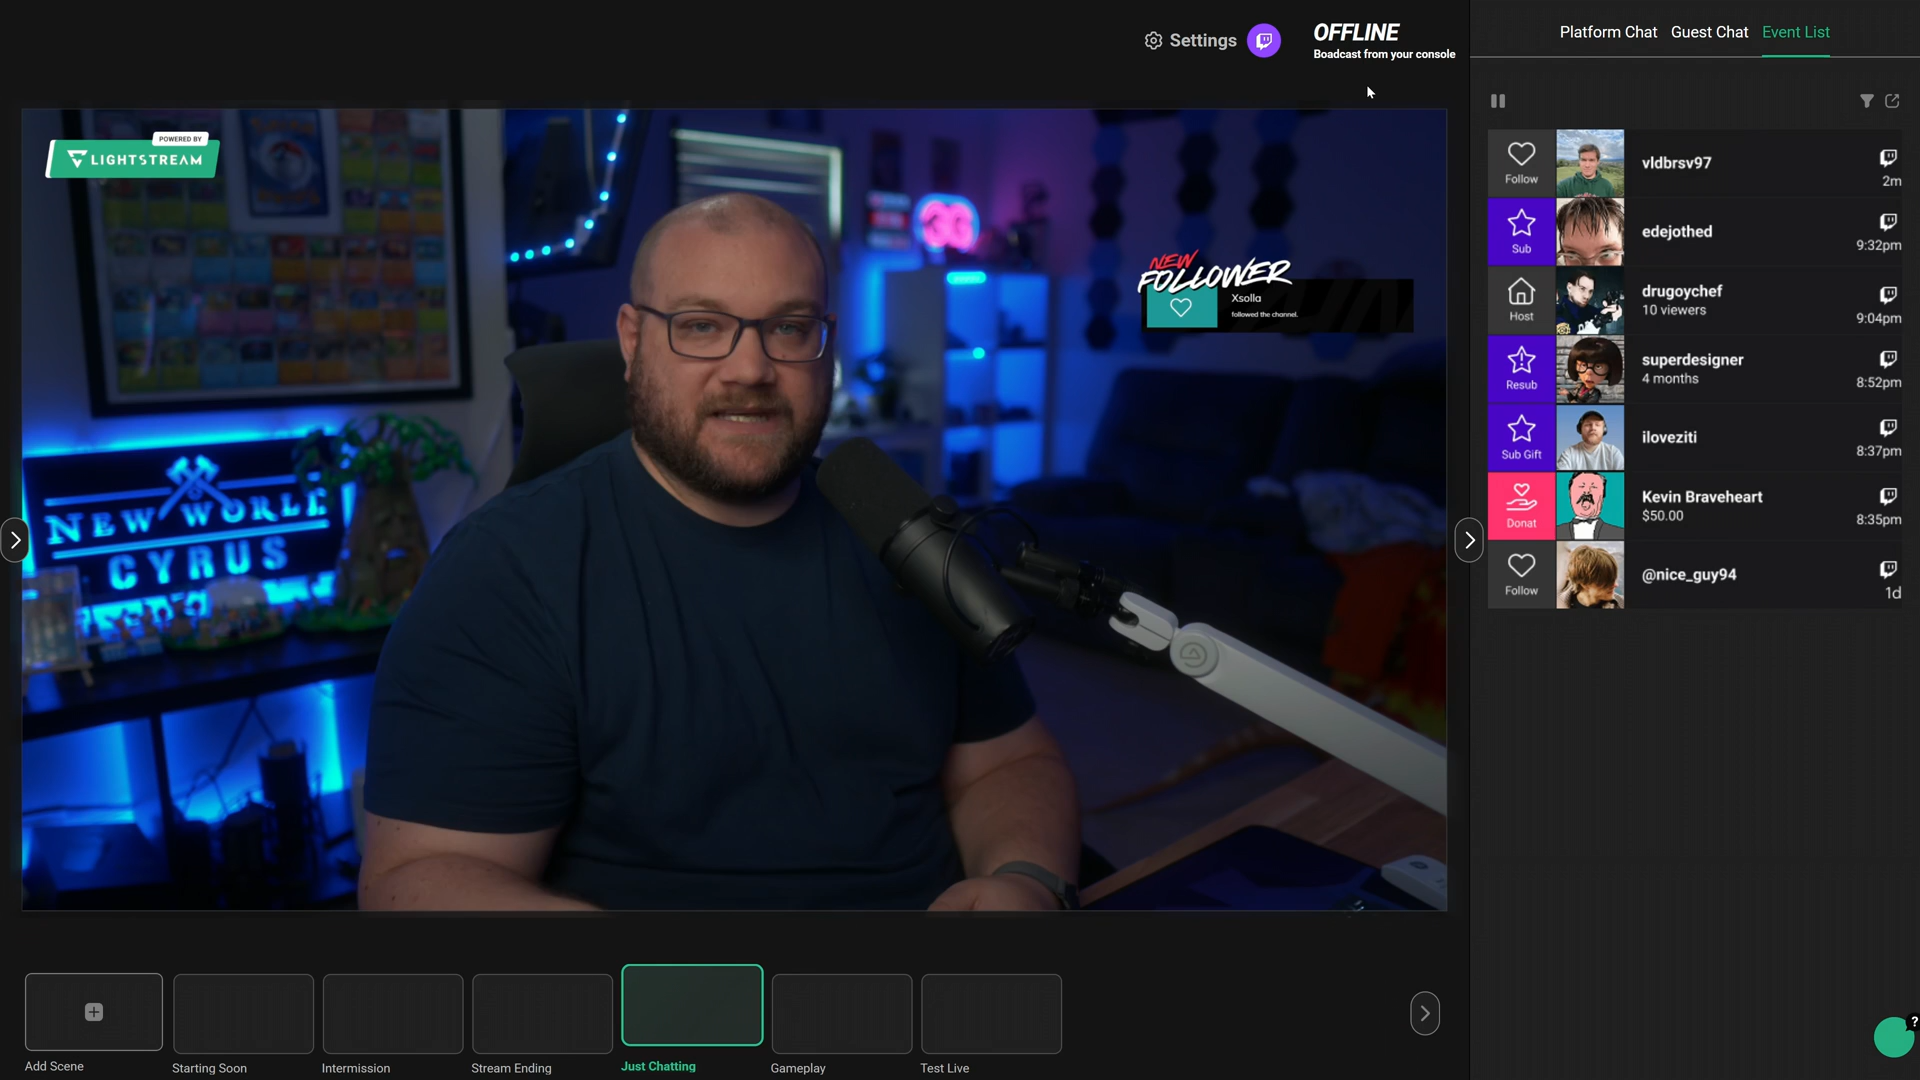 Settings
OFFLINE
Boadcast from your console
Platform Chat
Guest Chat
Event List
POWERED BY
LIGHTSTREAM
NEW
FOLLOWER
Xsolla
followed the channel.
NEW WORLD
CYRUS
Follow
vldbrsv97
2m
Sub
edejothed
9:32pm
Host
drugoychef
10 viewers
9:04pm
Resub
superdesigner
4 months
8:52pm
Sub Gift
iloveziti
8:37pm
Donat
Kevin Braveheart
$50.00
8:35pm
Follow
@nice_guy94
1d
Add Scene
Starting Soon
Intermission
Stream Ending
Just Chatting
Gameplay
Test Live
?